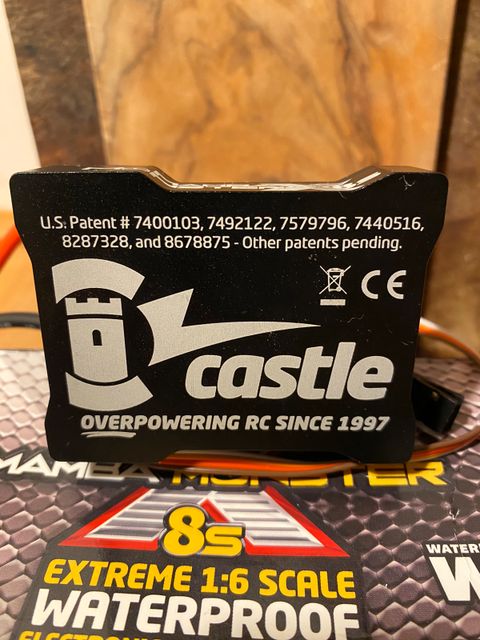 U.S. Patent # 7400103, 7492122, 7579796, 7440516,
8287328, and 8678875 - Other patents pending.
CE
castle
OVERPOWERING RC SINCE 1997
MAMBA MONSTER
8s
EXTREME 1:6 SCALE
WATERPROOF